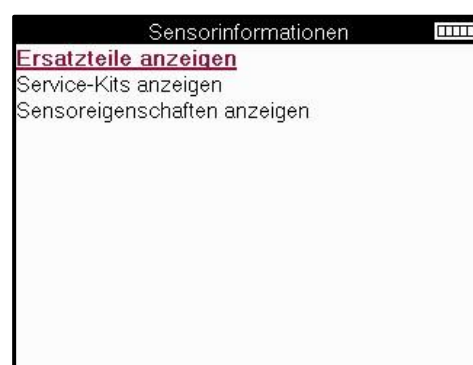 Sensorinformationen
Ersatzteile anzeigen
Service-Kits anzeigen
Sensoreigenschaften anzeigen